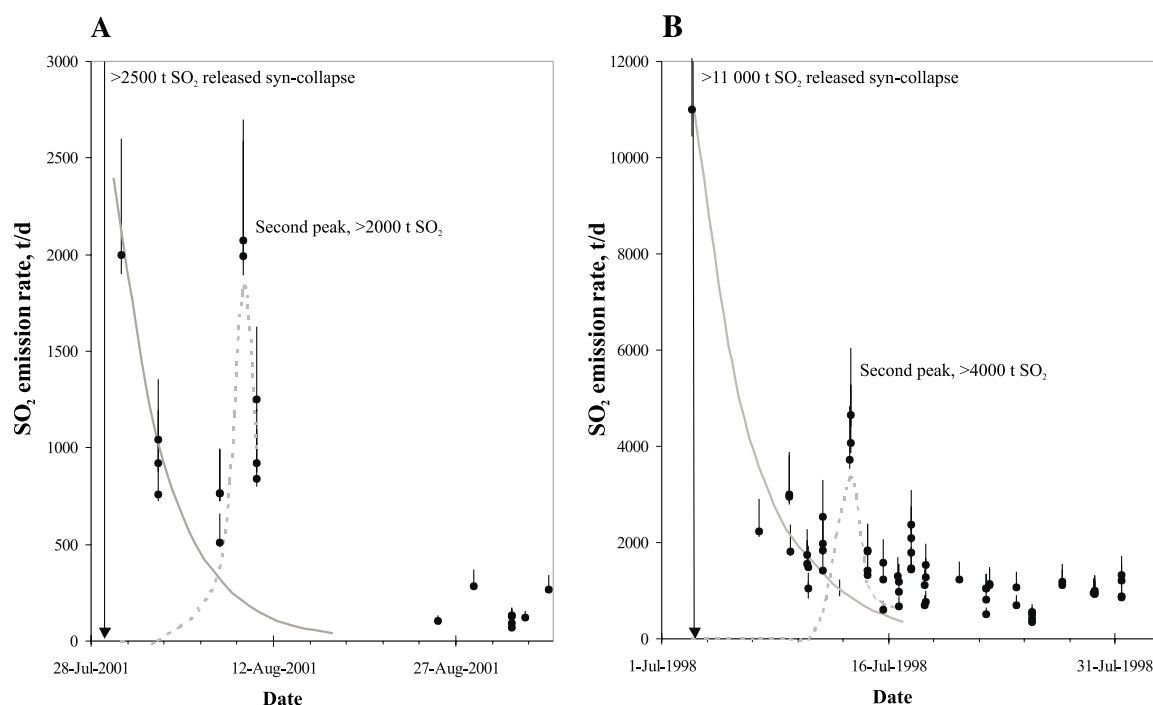 A
3000
2500
2000
1500
1000
500
0
SO₂ emission rate, t/d
>2500 t SO₂ released syn-collapse
Second peak, >2000 t SO₂
28-Jul-2001
12-Aug-2001
27-Aug-2001
Date
B
12000
10000
8000
6000
4000
2000
0
SO₂ emission rate, t/d
>11 000 t SO₂ released syn-collapse
Second peak, >4000 t SO₂
1-Jul-1998
16-Jul-1998
31-Jul-1998
Date